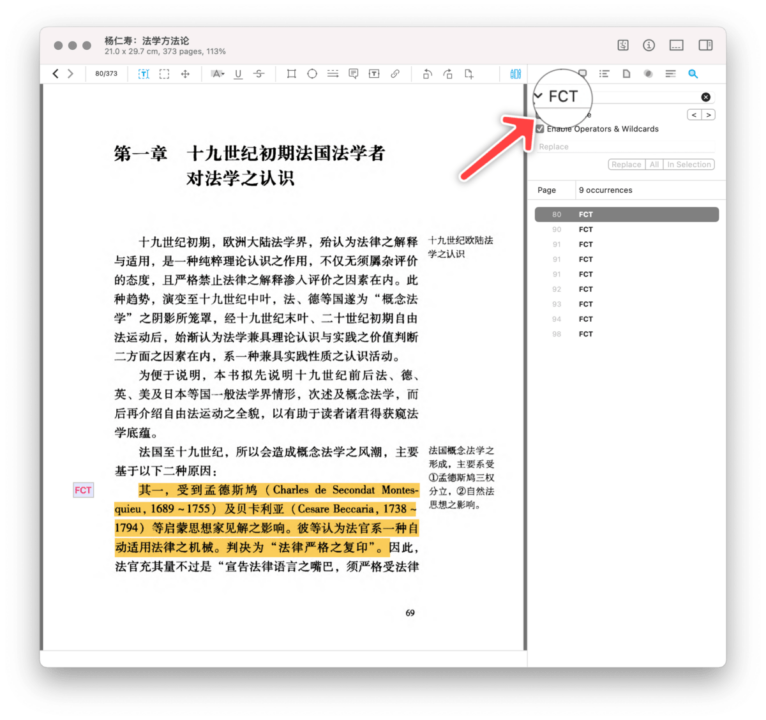 杨仁寿：法学方法论
21.0 x 29.7 cm, 373 pages, 113%
80/373
FCT
Enable Operators & Wildcards
Replace
Replace All In Selection
Page 9 occurrences
80 FCT
90 FCT
91 FCT
91 FCT
91 FCT
92 FCT
93 FCT
94 FCT
98 FCT
第一章 十九世纪初期法国法学者
对法学之认识
十九世纪初期，欧洲大陆法学界，殆认为法律之解释
与适用，是一种纯粹理论认识之作用，不仅无须羼杂评价
的态度，且严格禁止法律之解释渗入评价之因素在内。此
种趋势，演变至十九世纪中叶，法、德等国遂为“概念法
学”之阴影所笼罩，经十九世纪末叶、二十世纪初期自由
法运动后，始渐认为法学兼具理论认识与实践之价值判断
二方面之因素在内，系一种兼具实践性质之认识活动。
十九世纪欧陆法
学之认识
为便于说明，本书拟先说明十九世纪前后法、德、
英、美及日本等国一般法学界情形，次述及概念法学，而
后再介绍自由法运动之全貌，以有助于读者诸君得获窥法
学底蕴。
法国至十九世纪，所以会造成概念法学之风潮，主要
基于以下二种原因：
法国概念法学之
形成，主要系受
①孟德斯鸠三权
分立，②自然法
思想之影响。
FCT
其一，受到孟德斯鸠（Charles de Secondat Montes-
quieu, 1689～1755）及贝卡利亚（Cesare Beccaria, 1738～
1794）等启蒙思想家见解之影响。彼等认为法官系一种自
动适用法律之机械。判决为“法律严格之复印”。因此，
法官充其量不过是“宣告法律语言之嘴巴，须严格受法律
69